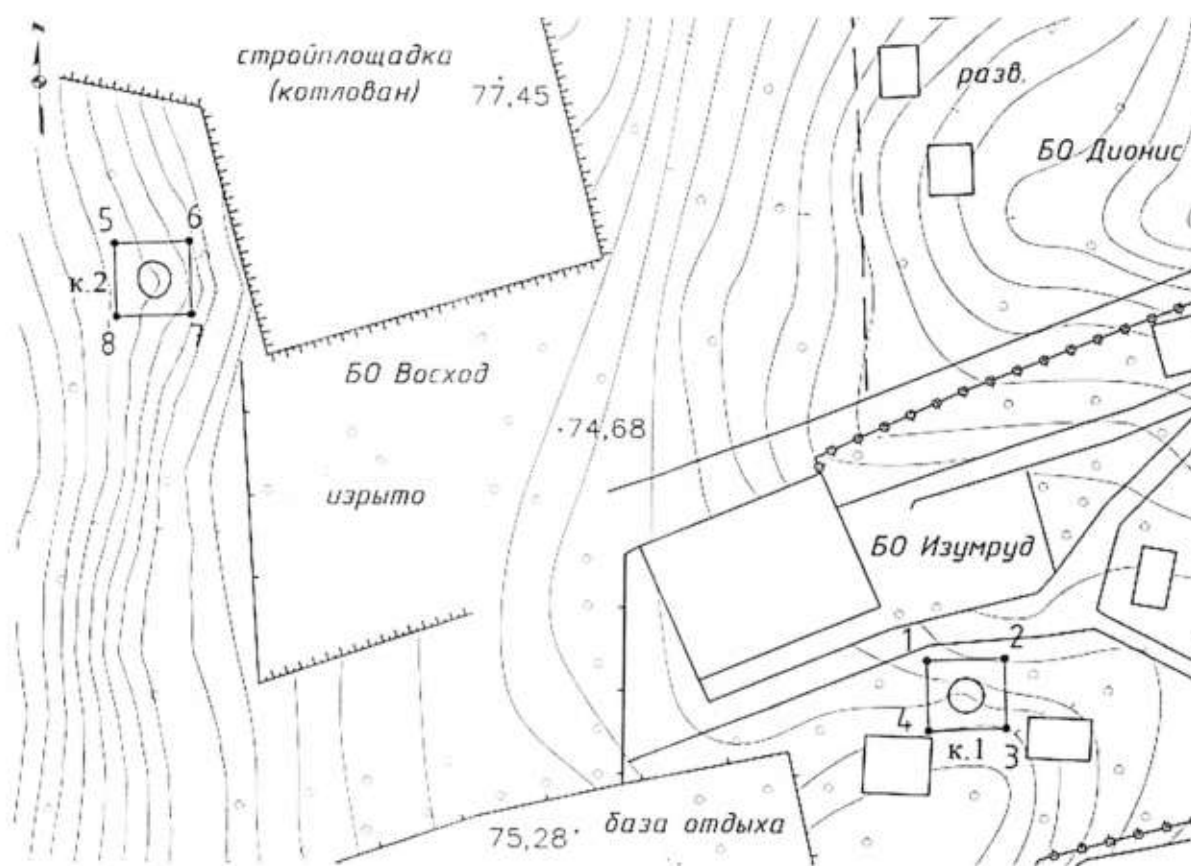 стройплощадка
(котлован)
77,45
разв.
БО Дионис
5
6
к.2
8
7
БО Восход
74,68
изрыто
БО Изумруд
1
2
4
к.1
3
75,28
база отдыха